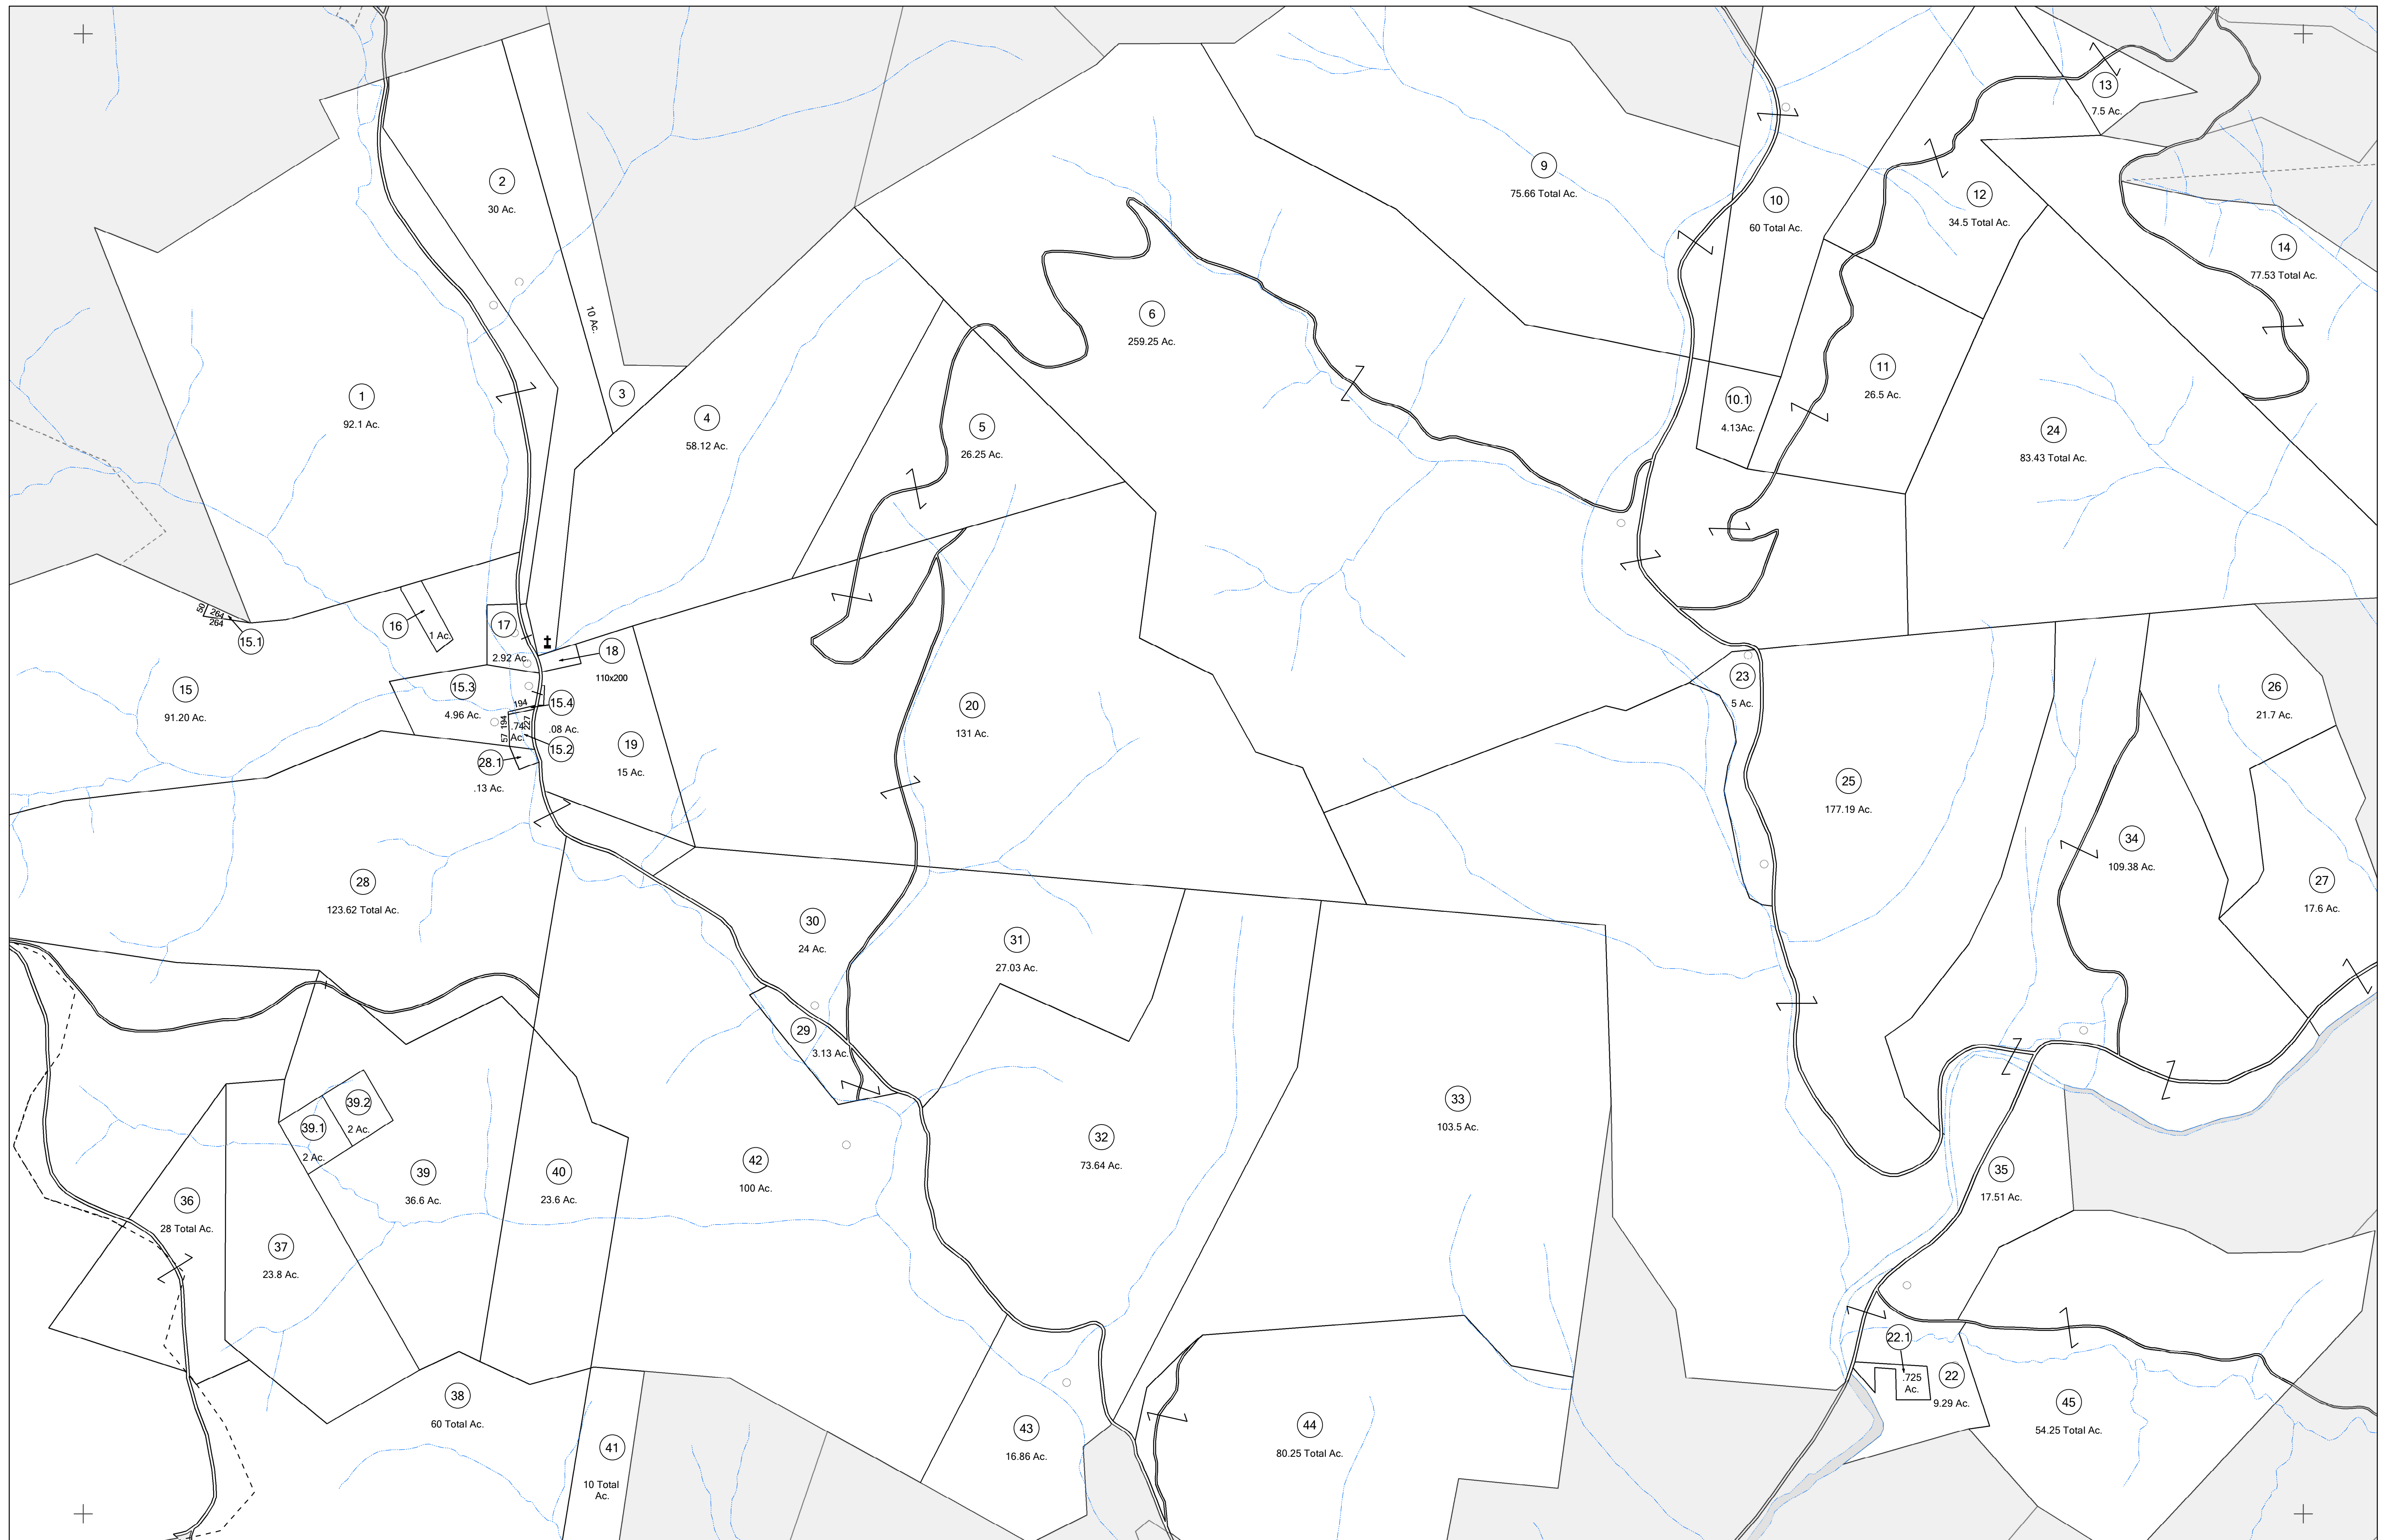 13
7.5 Ac.
2
30 Ac.
9
75.66 Total Ac.
10
60 Total Ac.
12
34.5 Total Ac.
14
77.53 Total Ac.
6
259.25 Ac.
10 Ac.
3
1
92.1 Ac.
4
58.12 Ac.
5
26.25 Ac.
11
26.5 Ac.
10.1
4.13Ac.
24
83.43 Total Ac.
50
264
264
15.1
16
1 Ac.
17
2.92 Ac.
18
110x200
15
91.20 Ac.
15.3
4.96 Ac.
194
15.4
.08 Ac.
194
.74
Ac.
227
57
15.2
28.1
.13 Ac.
19
15 Ac.
20
131 Ac.
23
5 Ac.
25
177.19 Ac.
26
21.7 Ac.
34
109.38 Ac.
27
17.6 Ac.
28
123.62 Total Ac.
30
24 Ac.
31
27.03 Ac.
29
3.13 Ac.
33
103.5 Ac.
32
73.64 Ac.
39.2
2 Ac.
39.1
2 Ac.
39
36.6 Ac.
40
23.6 Ac.
42
100 Ac.
35
17.51 Ac.
36
28 Total Ac.
37
23.8 Ac.
22.1
.725
Ac.
22
9.29 Ac.
38
60 Total Ac.
45
54.25 Total Ac.
43
16.86 Ac.
44
80.25 Total Ac.
41
10 Total
Ac.